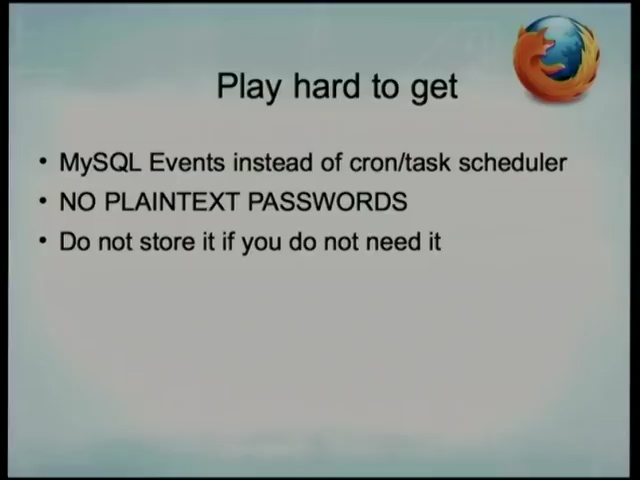 Play hard to get
• MySQL Events instead of cron/task scheduler
• NO PLAINTEXT PASSWORDS
• Do not store it if you do not need it